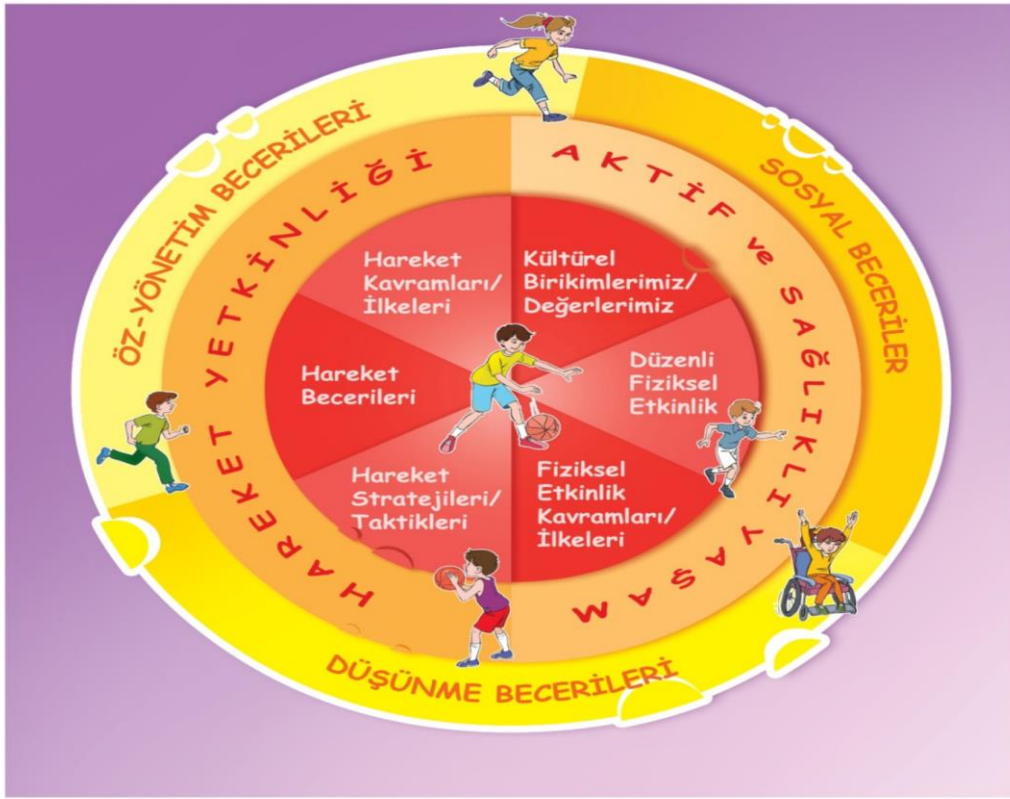 ÖZ-YÖNETİM BECERİLERİ
SOSYAL BECERİLER
DÜŞÜNME BECERİLERİ
HAREKET YETKİNLİĞİ
AKTİF ve SAĞLIKLI YAŞAM
Hareket
Kavramları/
İlkeleri
Kültürel
Birikimlerimiz/
Değerlerimiz
Hareket
Becerileri
Düzenli
Fiziksel
Etkinlik
Hareket
Stratejileri/
Taktikleri
Fiziksel
Etkinlik
Kavramları/
İlkeleri